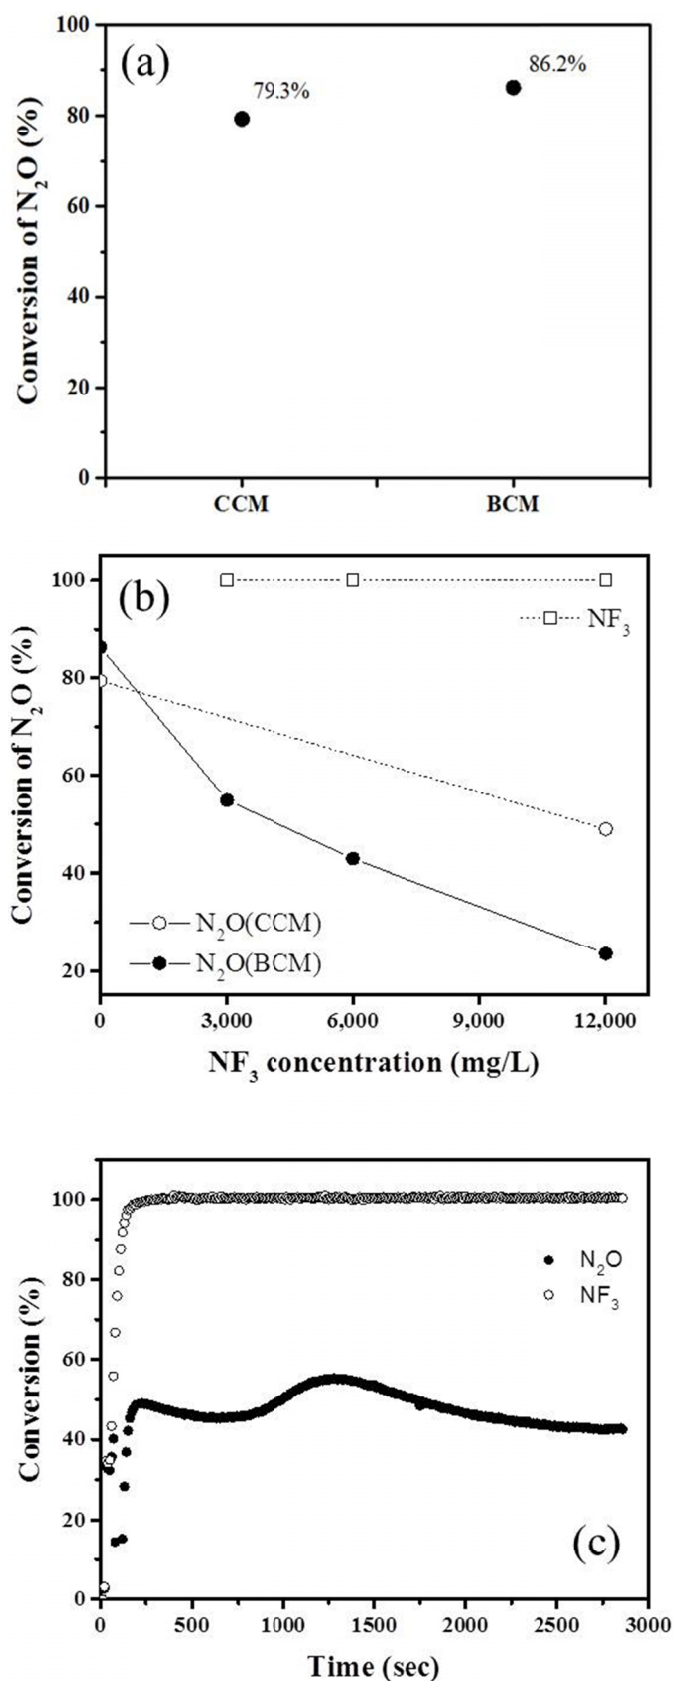 (a)
79.3%
86.2%
Conversion of N₂O (%)
100
80
60
40
20
0
CCM
BCM
(b)
NF₃
Conversion of N₂O (%)
100
80
60
40
20
N₂O(CCM)
N₂O(BCM)
0
3,000
6,000
9,000
12,000
NF₃ concentration (mg/L)
Conversion (%)
100
80
60
40
20
0
N₂O
NF₃
(c)
0
500
1000
1500
2000
2500
3000
Time (sec)